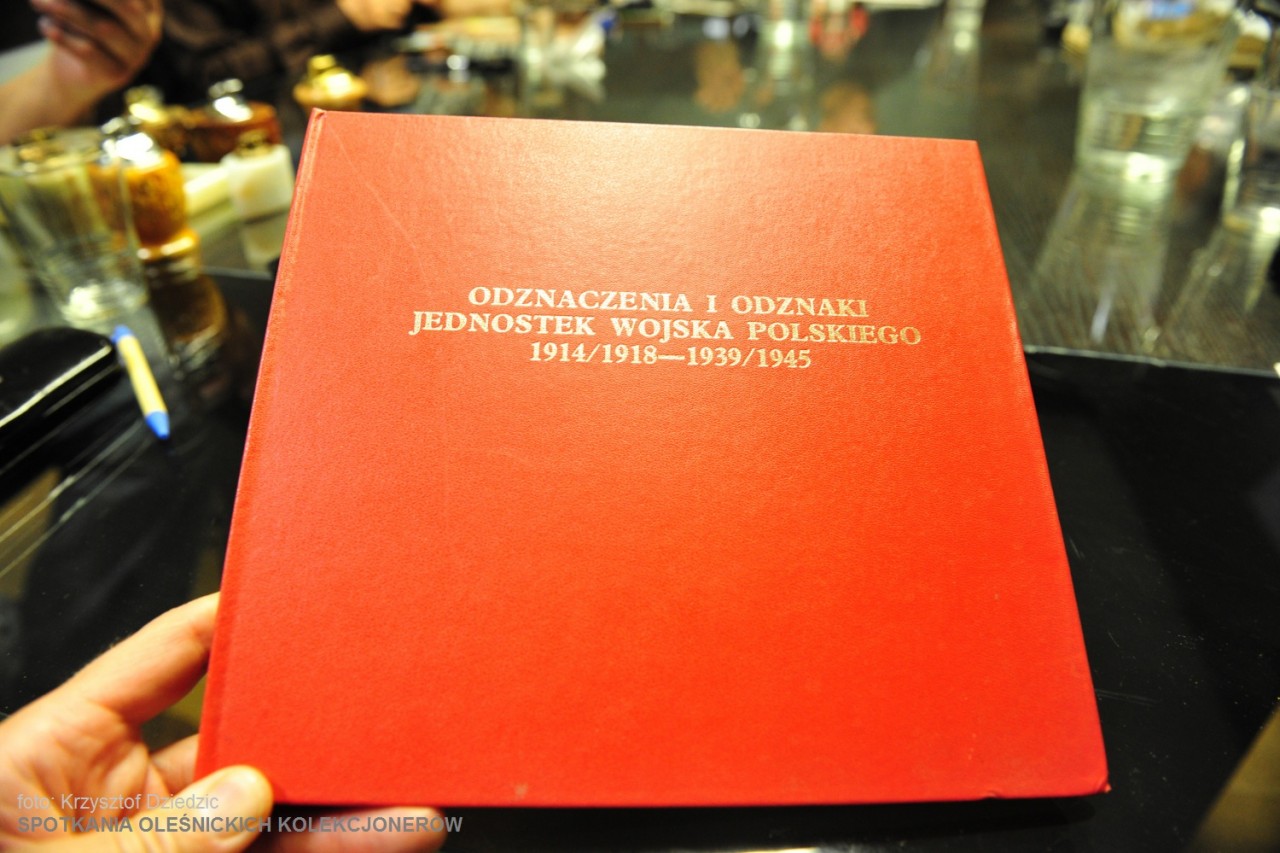 ODZNACZENIA I ODZNAKI
JEDNOSTEK WOJSKA POLSKIEGO
1914/1918—1939/1945
foto: Krzysztof Dziedzic
SPOTKANIA OLEŚNICKICH KOLEKCJONERÓW